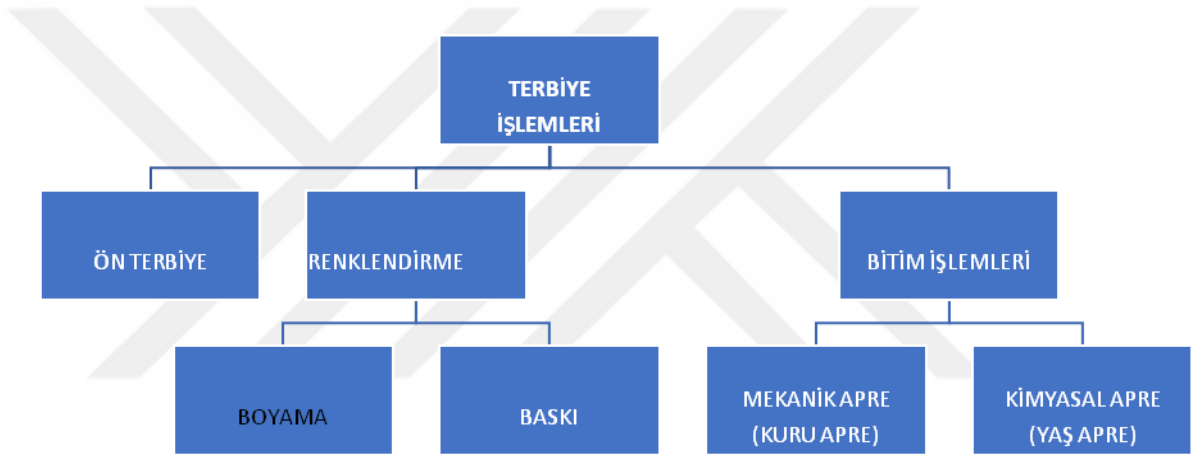 TERBİYE
İŞLEMLERİ
ÖN TERBİYE
RENKLENDİRME
BİTİM İŞLEMLERİ
BOYAMA
BASKI
MEKANİK APRE
(KURU APRE)
KİMYASAL APRE
(YAŞ APRE)